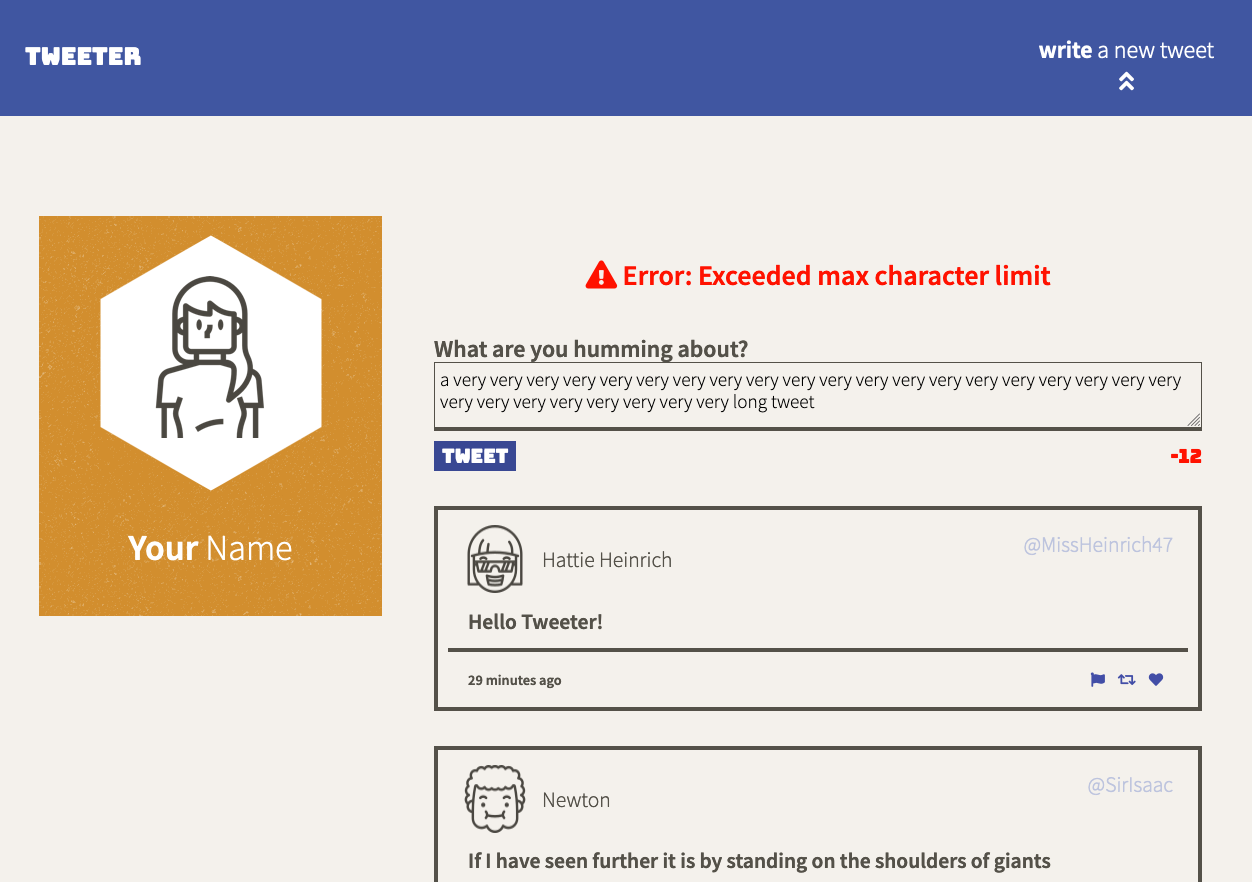 TWEETER
write a new tweet
Error: Exceeded max character limit
What are you humming about?
a very very very very very very very very very very very very very very very very very very very very
very very very very very very very very long tweet
TWEET
-12
Your Name
Hattie Heinrich
@MissHeinrich47
Hello Tweeter!
29 minutes ago
Newton
@SirIsaac
If I have seen further it is by standing on the shoulders of giants